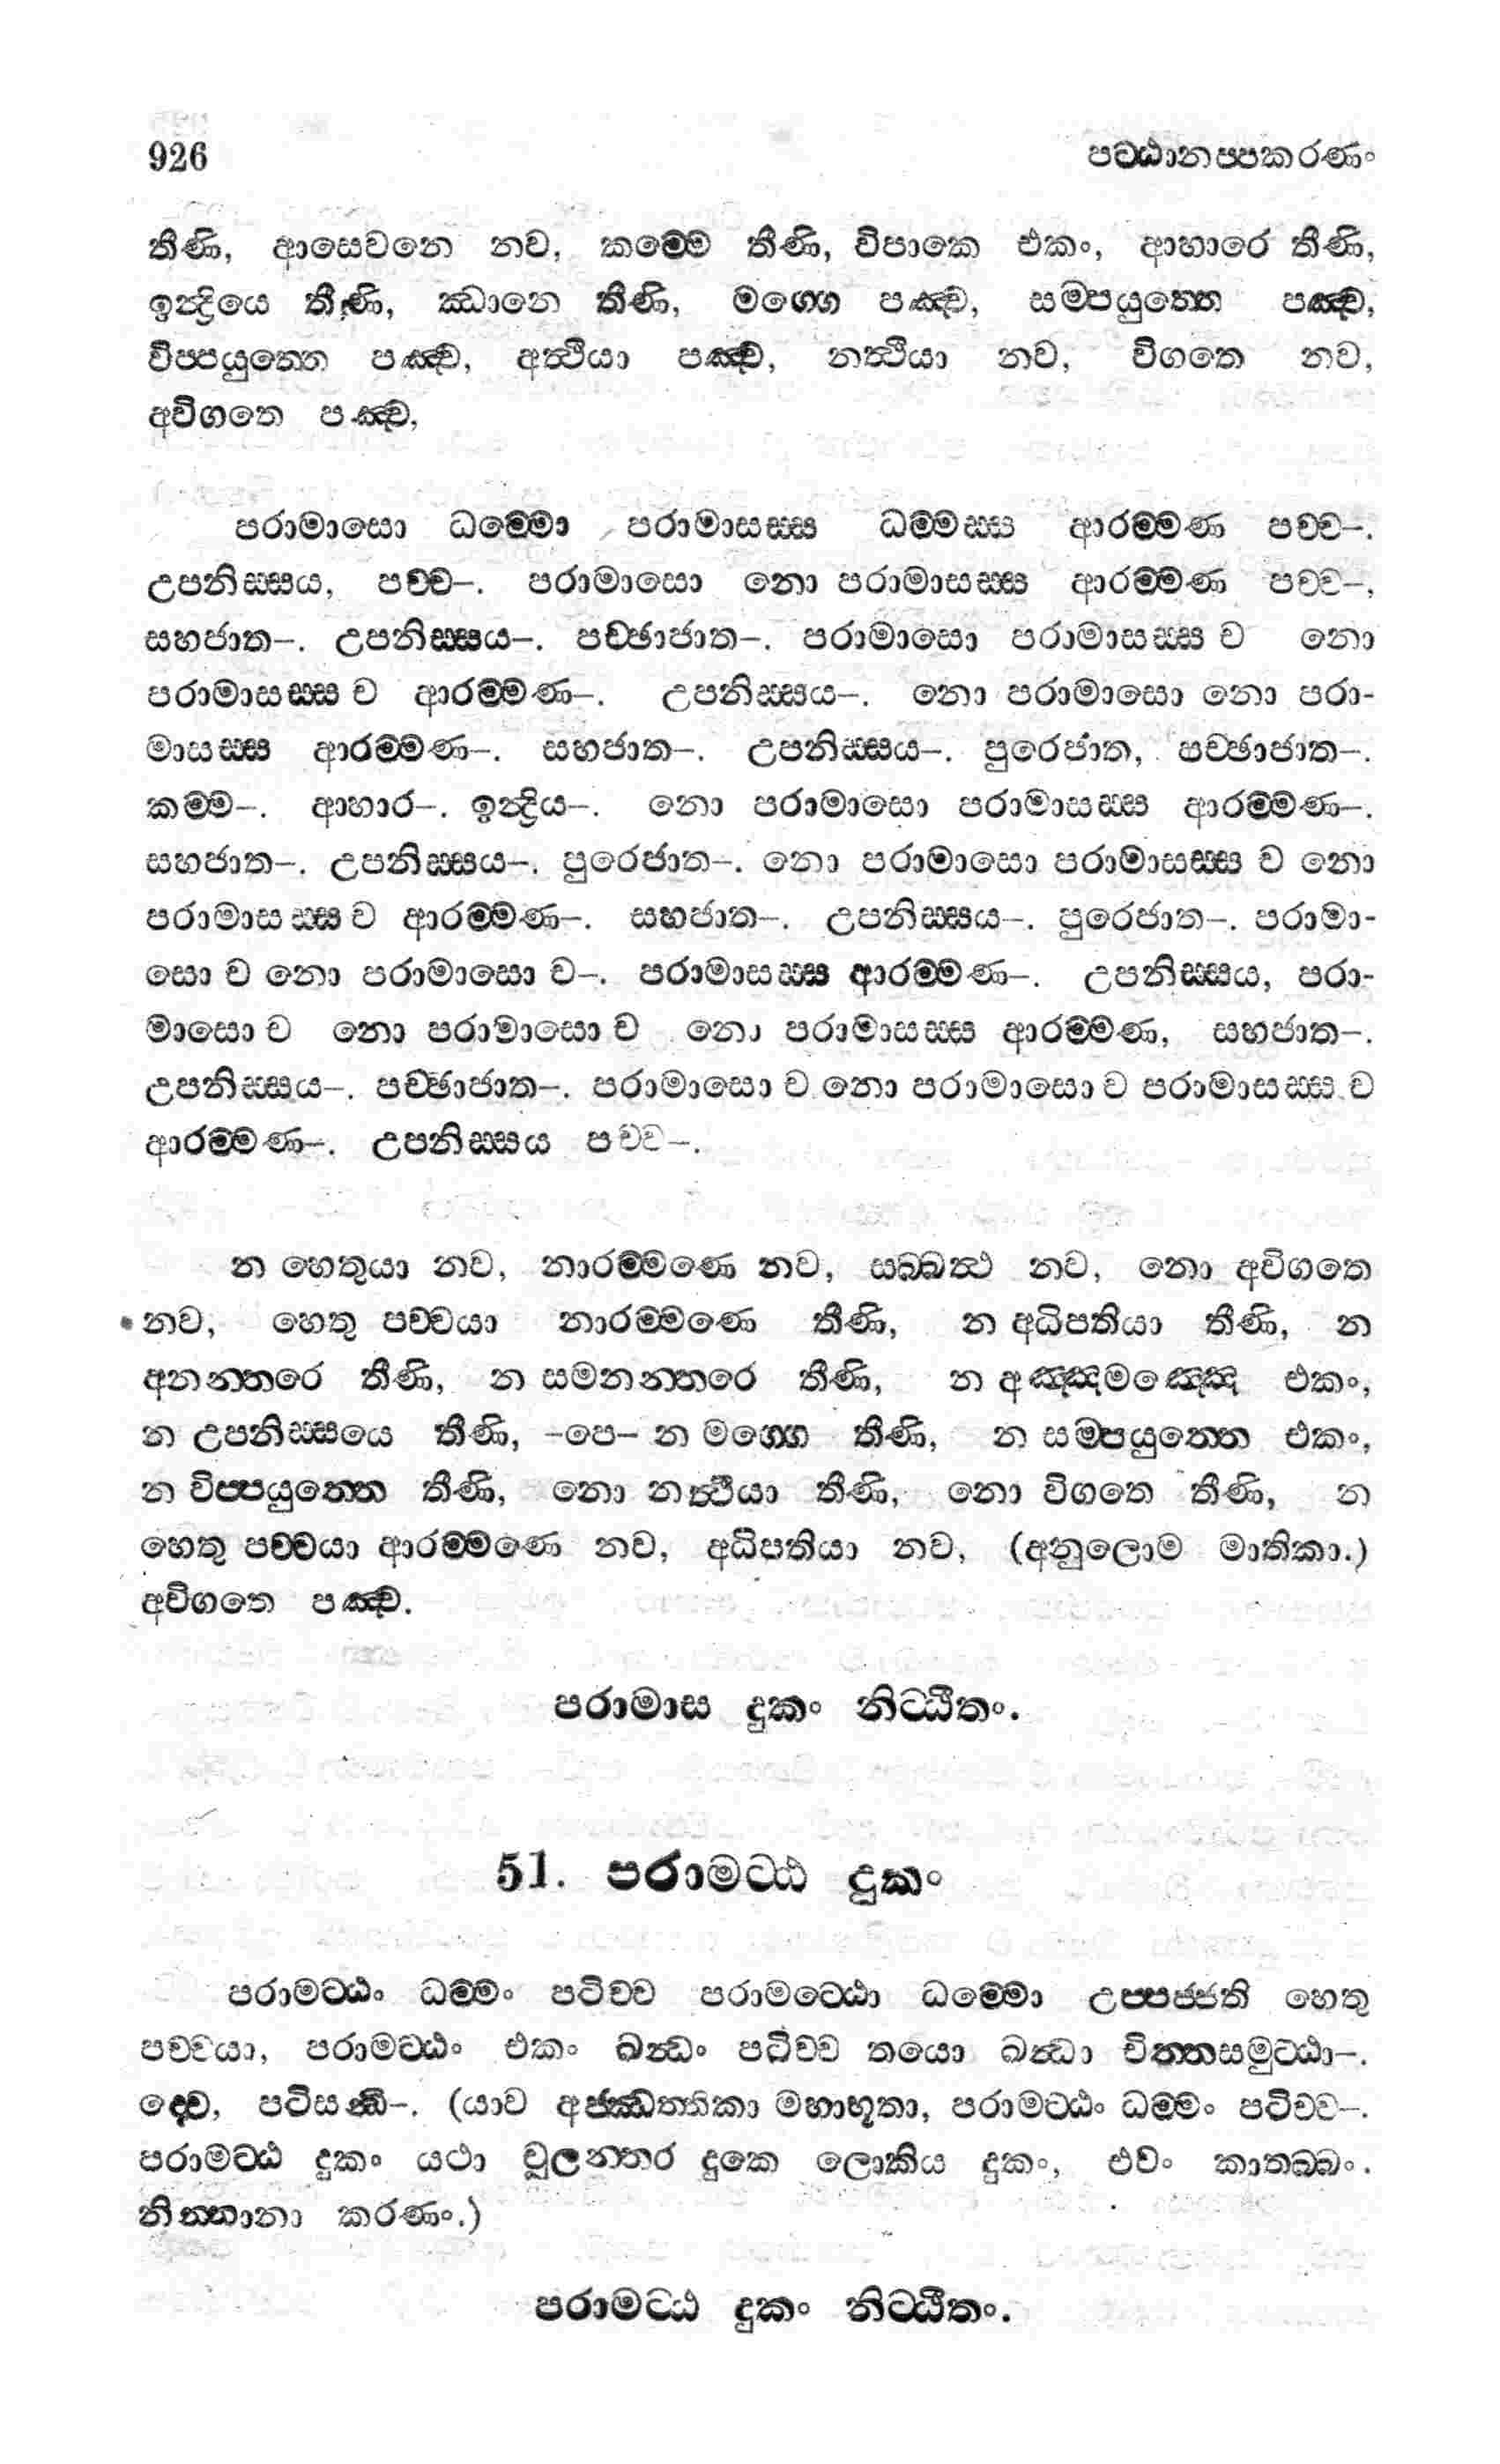 926 පට්ඨානප්පකරණං
තීණි, ආසෙවනෙ නව, කම්මෙ තීණි, විපාකෙ එකං, ආහාරෙ තීණි,
ඉන්ද්‍රියෙ තීණි, ඣානෙ තීණි, මග්ගෙ පඤ්ච, සම්පයුත්තෙ පඤ්ච,
විප්පයුත්තෙ පඤ්ච, අත්ථියා පඤ්ච, නත්ථියා නව, විගතෙ නව,
අවිගතෙ පඤ්ච,
පරාමාසො ධම්මො පරාමාසස්ස ධම්මස්ස ආරම්මණ පච්ච–.
උපනිස්සය, පච්ච–. පරාමාසො නො පරාමාසස්ස ආරම්මණ පච්ච–,
සහජාත–. උපනිස්සය–. පච්ඡාජාත–. පරාමාසො පරාමාසස්ස ච නො
පරාමාසස්ස ච ආරම්මණ–. උපනිස්සය–. නො පරාමාසො නො පරා-
මාසස්ස ආරම්මණ–. සහජාත–. උපනිස්සය–. පුරෙජාත, පච්ඡාජාත–.
කම්ම–. ආහාර–. ඉන්ද්‍රිය–. නො පරාමාසො පරාමාසස්ස ආරම්මණ–.
සහජාත–. උපනිස්සය–. පුරෙජාත–. නො පරාමාසො පරාමාසස්ස ච නො
පරාමාසස්ස ච ආරම්මණ–. සහජාත–. උපනිස්සය–. පුරෙජාත–. පරාමා-
සො ච නො පරාමාසො ච–. පරාමාසස්ස ආරම්මණ–. උපනිස්සය, පරා-
මාසො ච නො පරාමාසො ච නො පරාමාසස්ස ආරම්මණ, සහජාත–.
උපනිස්සය–. පච්ඡාජාත–. පරාමාසො ච නො පරාමාසො ච පරාමාසස්ස ච
ආරම්මණ–. උපනිස්සය පච්ච–.
න හෙතුයා නව, නාරම්මණෙ නව, සබ්බත්ථ නව, නො අවිගතෙ
නව, හෙතු පච්චයා නාරම්මණෙ තීණි, න අධිපතියා තීණි, න
අනන්තරෙ තීණි, න සමනන්තරෙ තීණි, න අඤ්ඤමඤ්ඤෙ එකං,
න උපනිස්සයෙ තීණි, –පෙ– න මග්ගෙ තීණි, න සම්පයුත්තෙ එකං,
න විප්පයුත්තෙ තීණි, නො නත්ථියා තීණි, නො විගතෙ තීණි, න
හෙතු පච්චයා ආරම්මණෙ නව, අධිපතියා නව, (අනුලොම මාතිකා.)
අවිගතෙ පඤ්ච.
පරාමාස දුකං නිට්ඨිතං.
51. පරාමට්ඨ දුකං
පරාමට්ඨං ධම්මං පටිච්ච පරාමට්ඨො ධම්මො උප්පජ්ජති හෙතු
පච්චයා, පරාමට්ඨං එකං ඛන්ධං පටිච්ච තයො ඛන්ධා චිත්තසමුට්ඨා–.
ද්වෙ, පටිසන්ධි–. (යාව අජ්ඣත්තිකා මහාභූතා, පරාමට්ඨං ධම්මං පටිච්ච–.
පරාමට්ඨ දුකං යථා චූලන්තර දුකෙ ලොකිය දුකං, එවං කාතබ්බං.
නිත්තානා කරණං.)
පරාමට්ඨ දුකං නිට්ඨිතං.